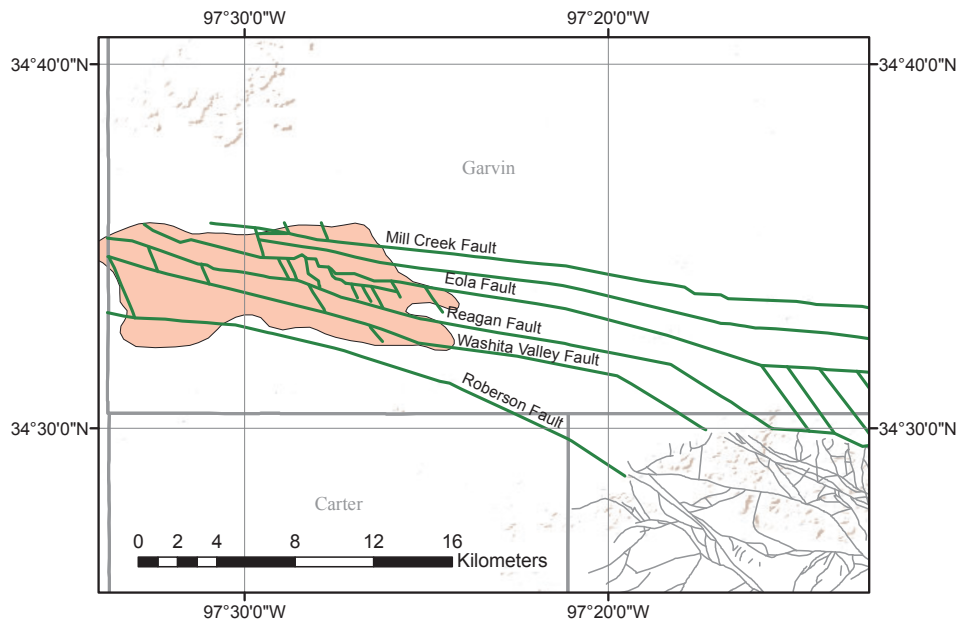 97°30'0"W 97°20'0"W
34°40'0"N 34°40'0"N
Garvin
Mill Creek Fault
Eola Fault
Reagan Fault
Washita Valley Fault
Roberson Fault
34°30'0"N 34°30'0"N
Carter
0 2 4 8 12 16
Kilometers
97°30'0"W 97°20'0"W